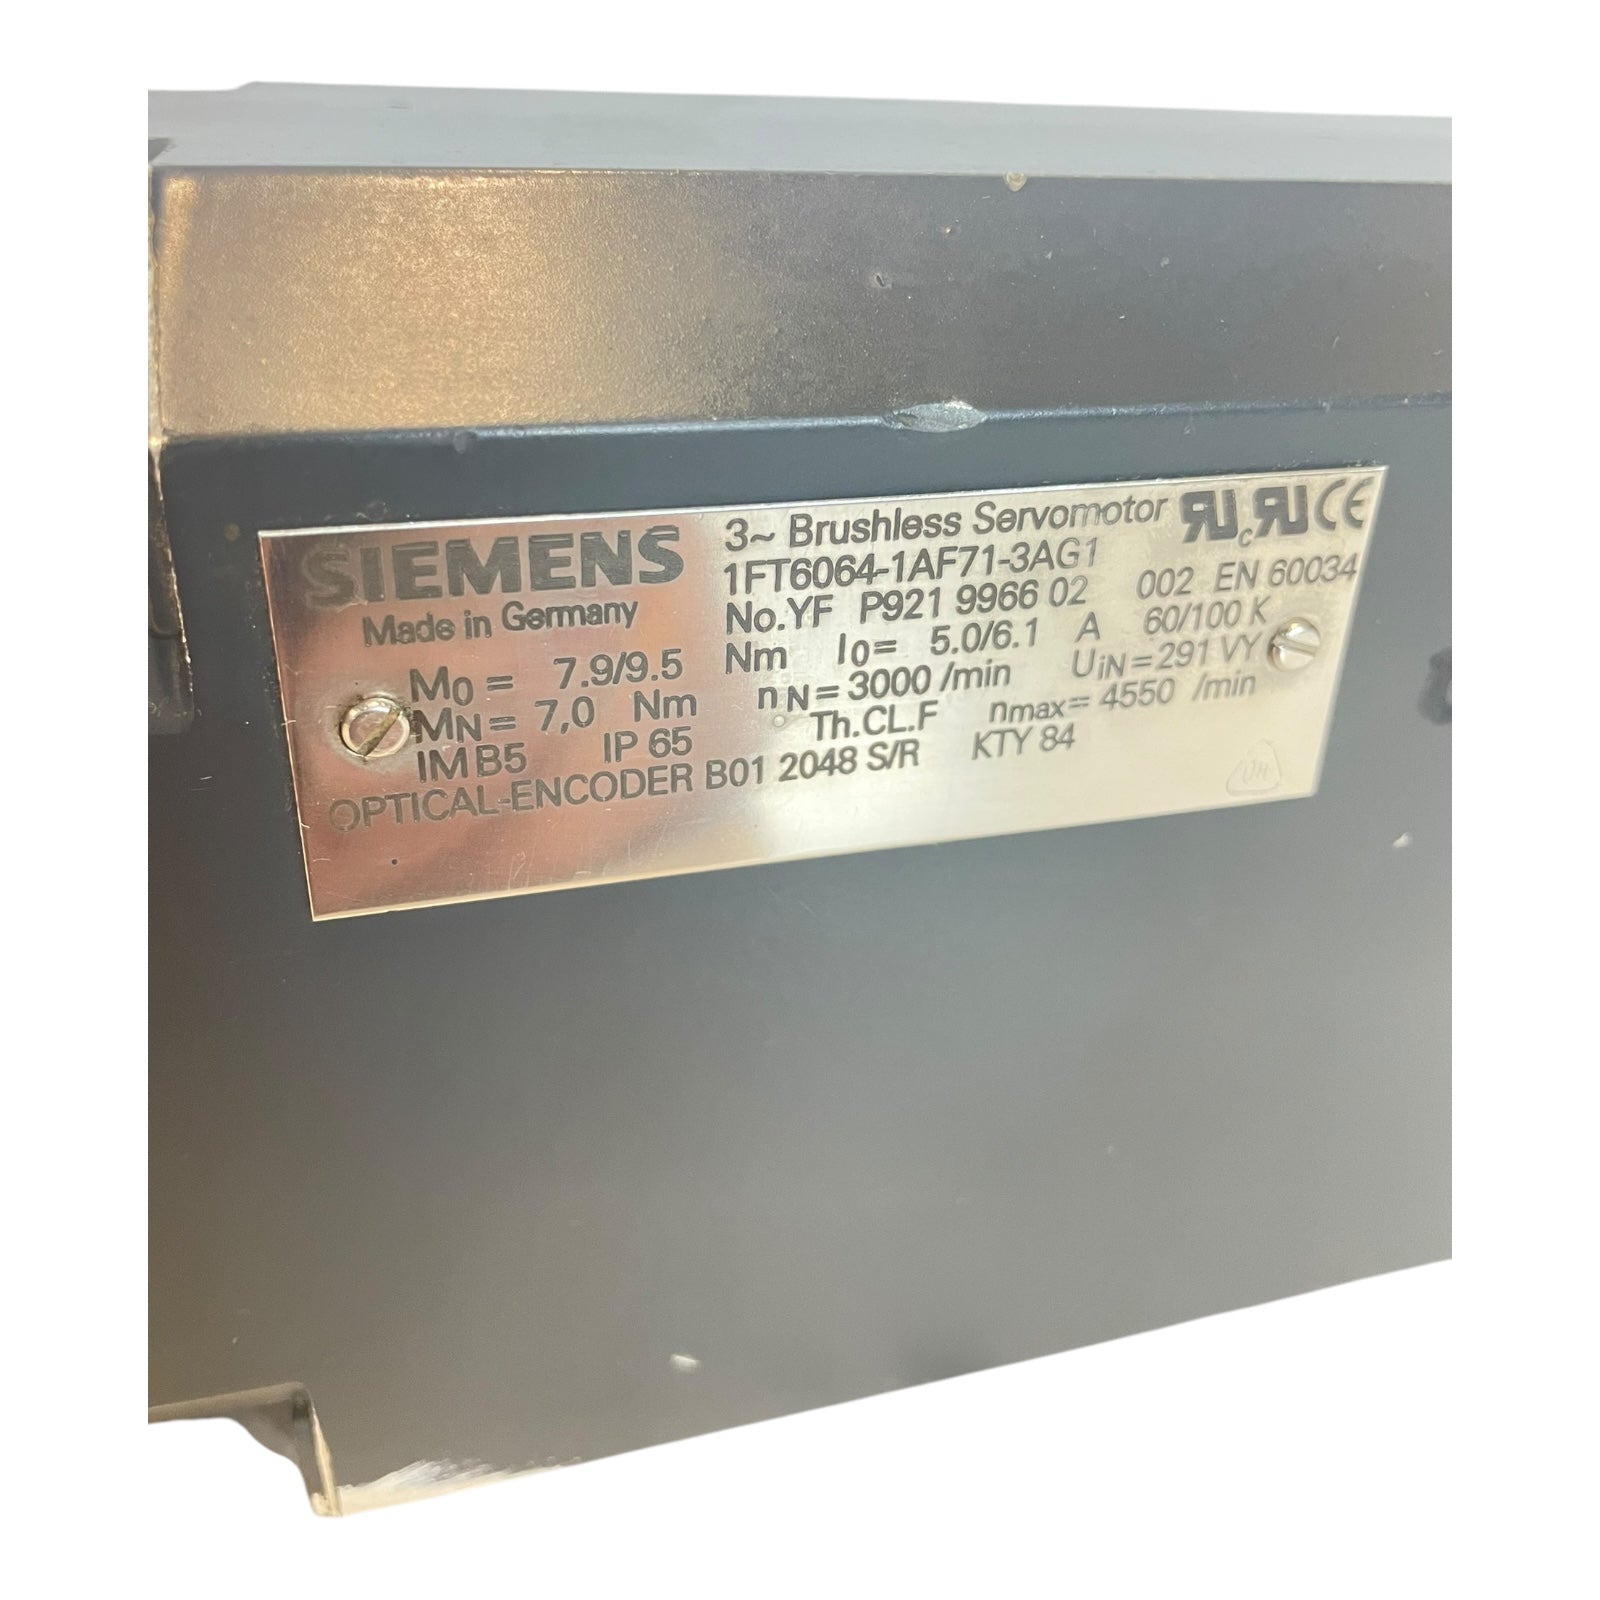 SIEMENS
Made in Germany
3~ Brushless Servomotor
1FT6064-1AF71-3AG1
No.YF P921 9966 02 002 EN 60034
M0 = 7.9/9.5 Nm I0= 5.0/6.1 A 60/100 K
MN= 7,0 Nm nN=3000 /min UiN=291 VY
IM B5 IP 65 Th.CL.F nmax= 4550 /min
OPTICAL-ENCODER B01 2048 S/R KTY 84